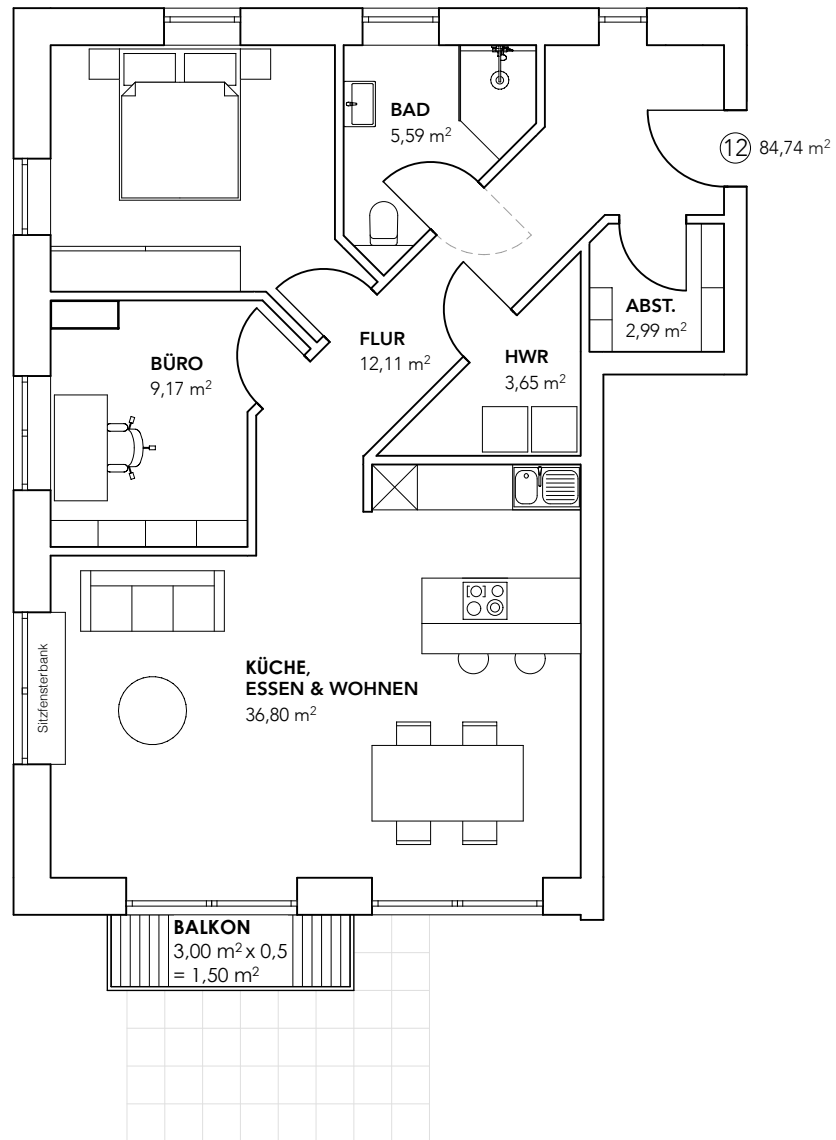 BAD
5,59 m²
12 84,74 m²
ABST.
2,99 m²
FLUR
12,11 m²
HWR
3,65 m²
BÜRO
9,17 m²
Sitzfensterbank
KÜCHE,
ESSEN & WOHNEN
36,80 m²
BALKON
3,00 m² x 0,5
= 1,50 m²